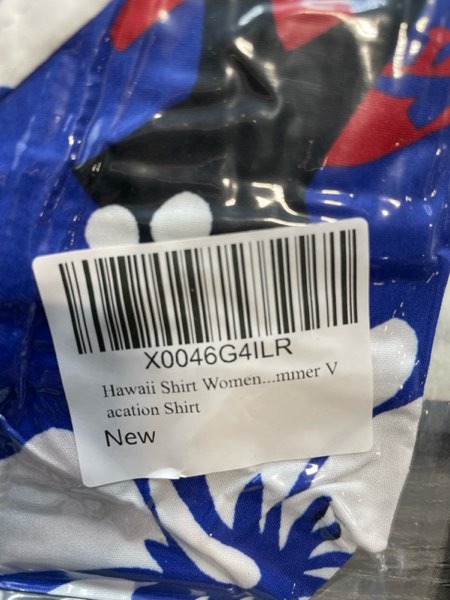 X0046G4ILR
Hawaii Shirt Women...mmer V
acation Shirt
New